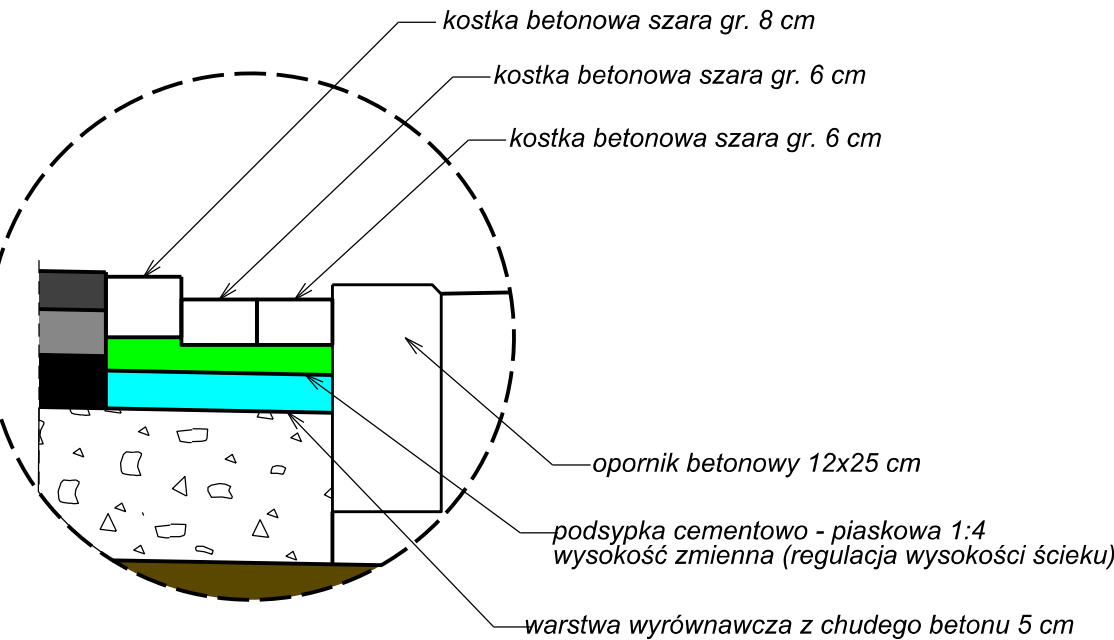 kostka betonowa szara gr. 8 cm
kostka betonowa szara gr. 6 cm
kostka betonowa szara gr. 6 cm
opornik betonowy 12x25 cm
podsypka cementowo - piaskowa 1:4
wysokość zmienna (regulacja wysokości ścieku)
warstwa wyrównawcza z chudego betonu 5 cm